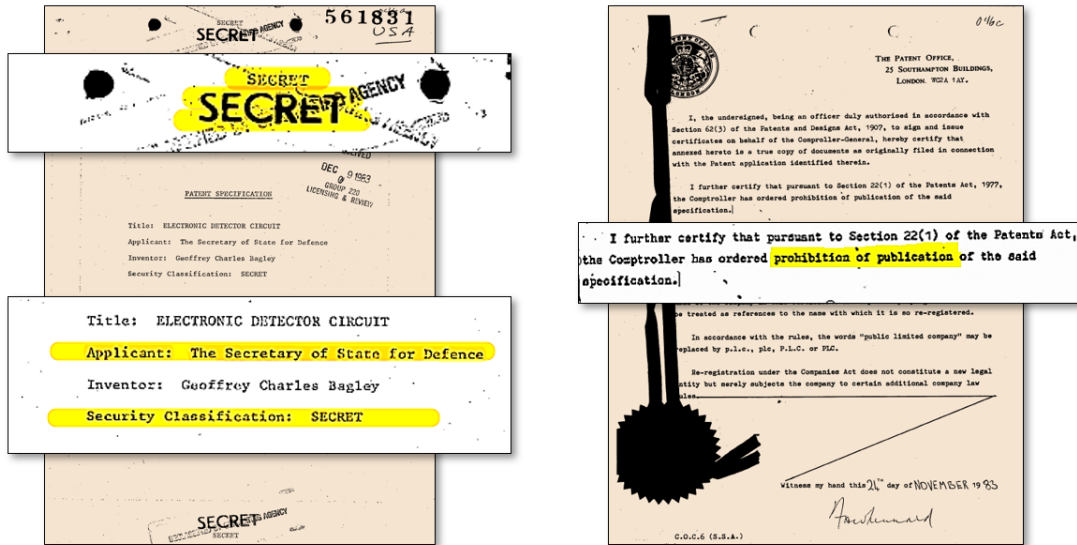 SECRET
SECRET
561831
USA
SECRET
SECRET AGENCY
DEC 9 1983
GROUP 220
LICENSING & REVIEW
PATENT SPECIFICATION
Title: ELECTRONIC DETECTOR CIRCUIT
Applicant: The Secretary of State for Defence
Inventor: Geoffrey Charles Bagley
Security Classification: SECRET
Title: ELECTRONIC DETECTOR CIRCUIT
Applicant: The Secretary of State for Defence
Inventor: Geoffrey Charles Bagley
Security Classification: SECRET
SECRET AGENCY
SECRET
THE PATENT OFFICE,
25 SOUTHAMPTON BUILDINGS,
LONDON. WC2A 1AY.
I, the undersigned, being an officer duly authorised in accordance with
Section 62(3) of the Patents and Designs Act, 1907, to sign and issue
certificates on behalf of the Comptroller-General, hereby certify that
annexed hereto is a true copy of documents as originally filed in connection
with the Patent application identified therein.
I further certify that pursuant to Section 22(1) of the Patents Act, 1977,
the Comptroller has ordered prohibition of publication of the said
specification.
I further certify that pursuant to Section 22(1) of the Patents Act,
the Comptroller has ordered prohibition of publication of the said
specification.
be treated as references to the name with which it is so re-registered.
In accordance with the rules, the words "public limited company" may be
replaced by p.l.c., plc, P.L.C. or PLC.
Re-registration under the Companies Act does not constitute a new legal
entity but merely subjects the company to certain additional company law
rules.
Witness my hand this 24th day of NOVEMBER 1983
C.O.C.6 (S.S.A.)